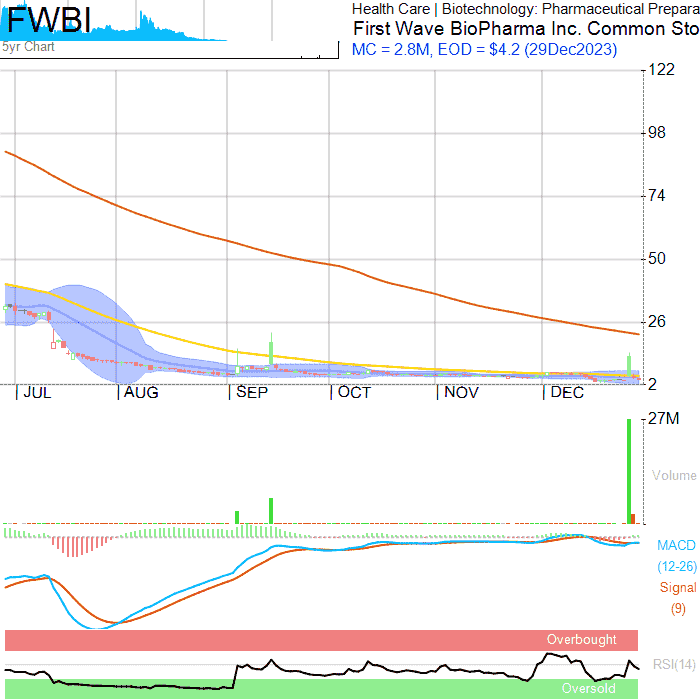 FWBI
5yr Chart
Health Care | Biotechnology: Pharmaceutical Prepara
First Wave BioPharma Inc. Common Sto
MC = 2.8M, EOD = $4.2 (29Dec2023)
122
98
74
50
26
2
JUL AUG SEP OCT NOV DEC
27M
Volume
MACD
(12-26)
Signal
(9)
Overbought
RSI(14)
Oversold